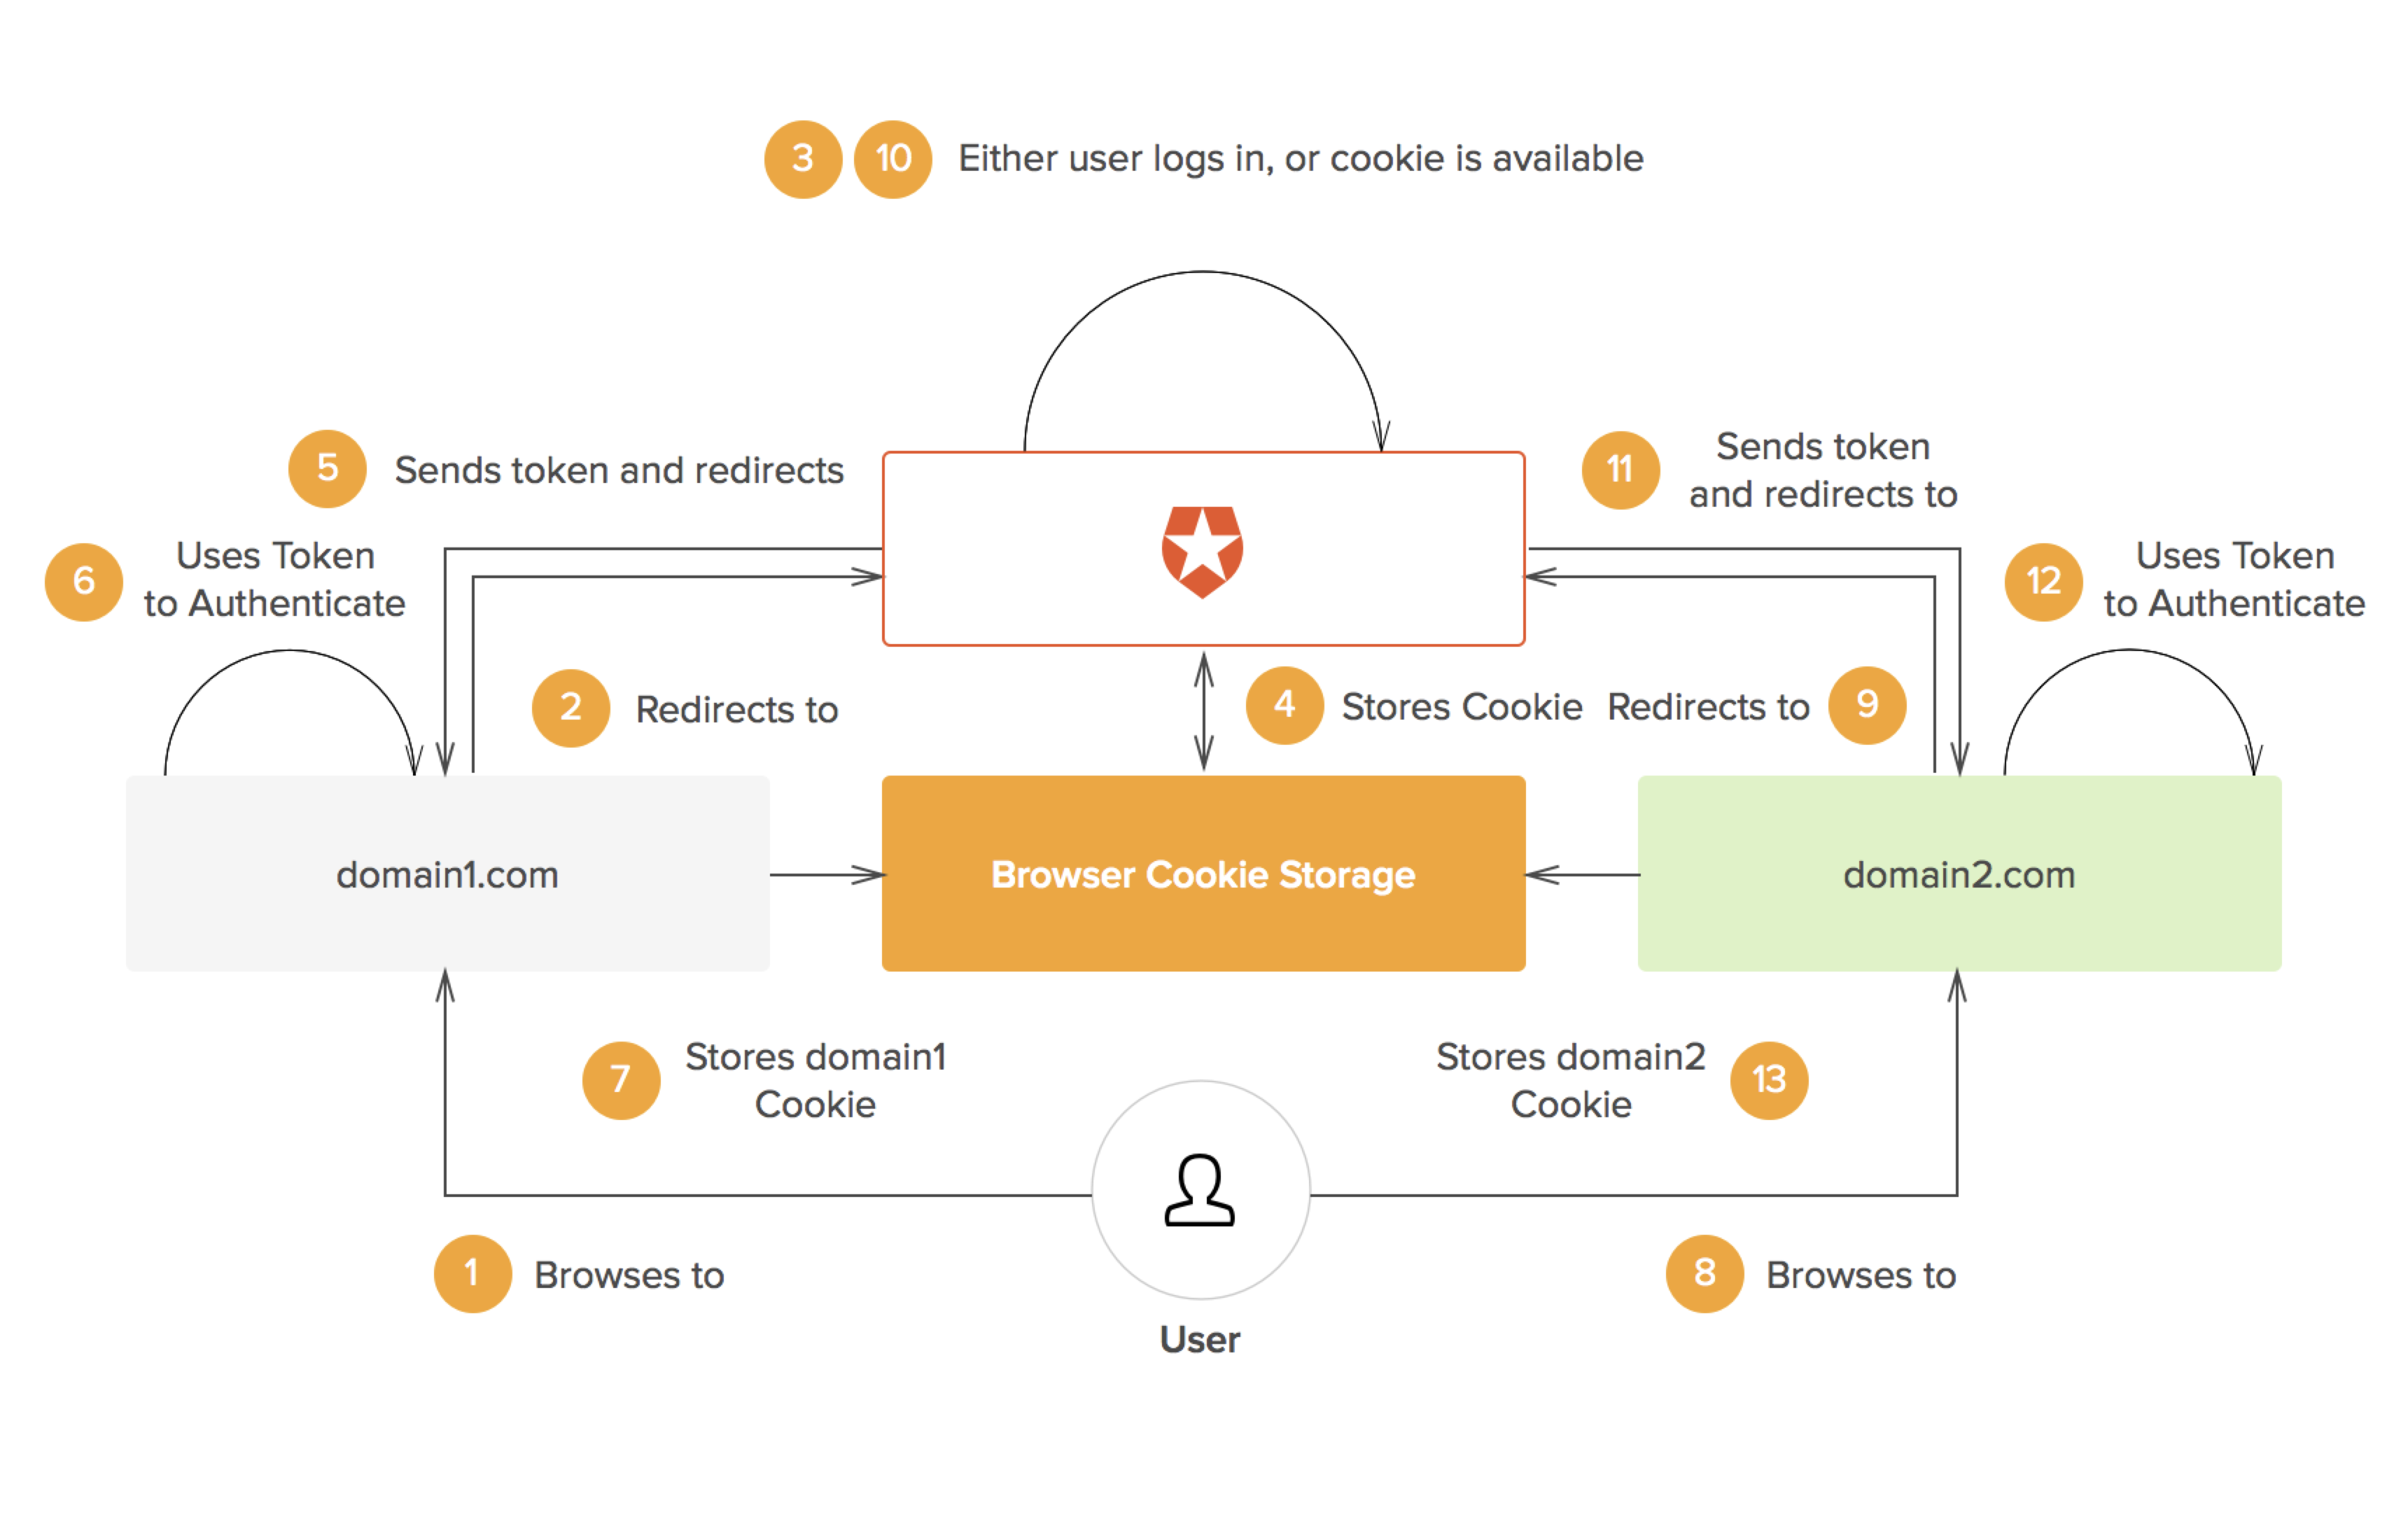 3 10 Either user logs in, or cookie is available
5 Sends token and redirects
11 Sends token
and redirects to
6 Uses Token
to Authenticate
12 Uses Token
to Authenticate
2 Redirects to
4 Stores Cookie
Redirects to 9
domain1.com
Browser Cookie Storage
domain2.com
7 Stores domain1
Cookie
Stores domain2
Cookie 13
1 Browses to
8 Browses to
User